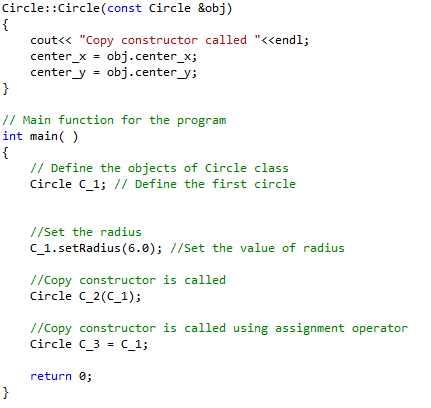 Circle::Circle(const Circle &obj)
{
    cout<< "Copy constructor called "<<endl;
    center_x = obj.center_x;
    center_y = obj.center_y;
}

// Main function for the program
int main( )
{
    // Define the objects of Circle class
    Circle C_1; // Define the first circle


    //Set the radius
    C_1.setRadius(6.0); //Set the value of radius

    //Copy constructor is called
    Circle C_2(C_1);

    //Copy constructor is called using assignment operator
    Circle C_3 = C_1;

    return 0;
}